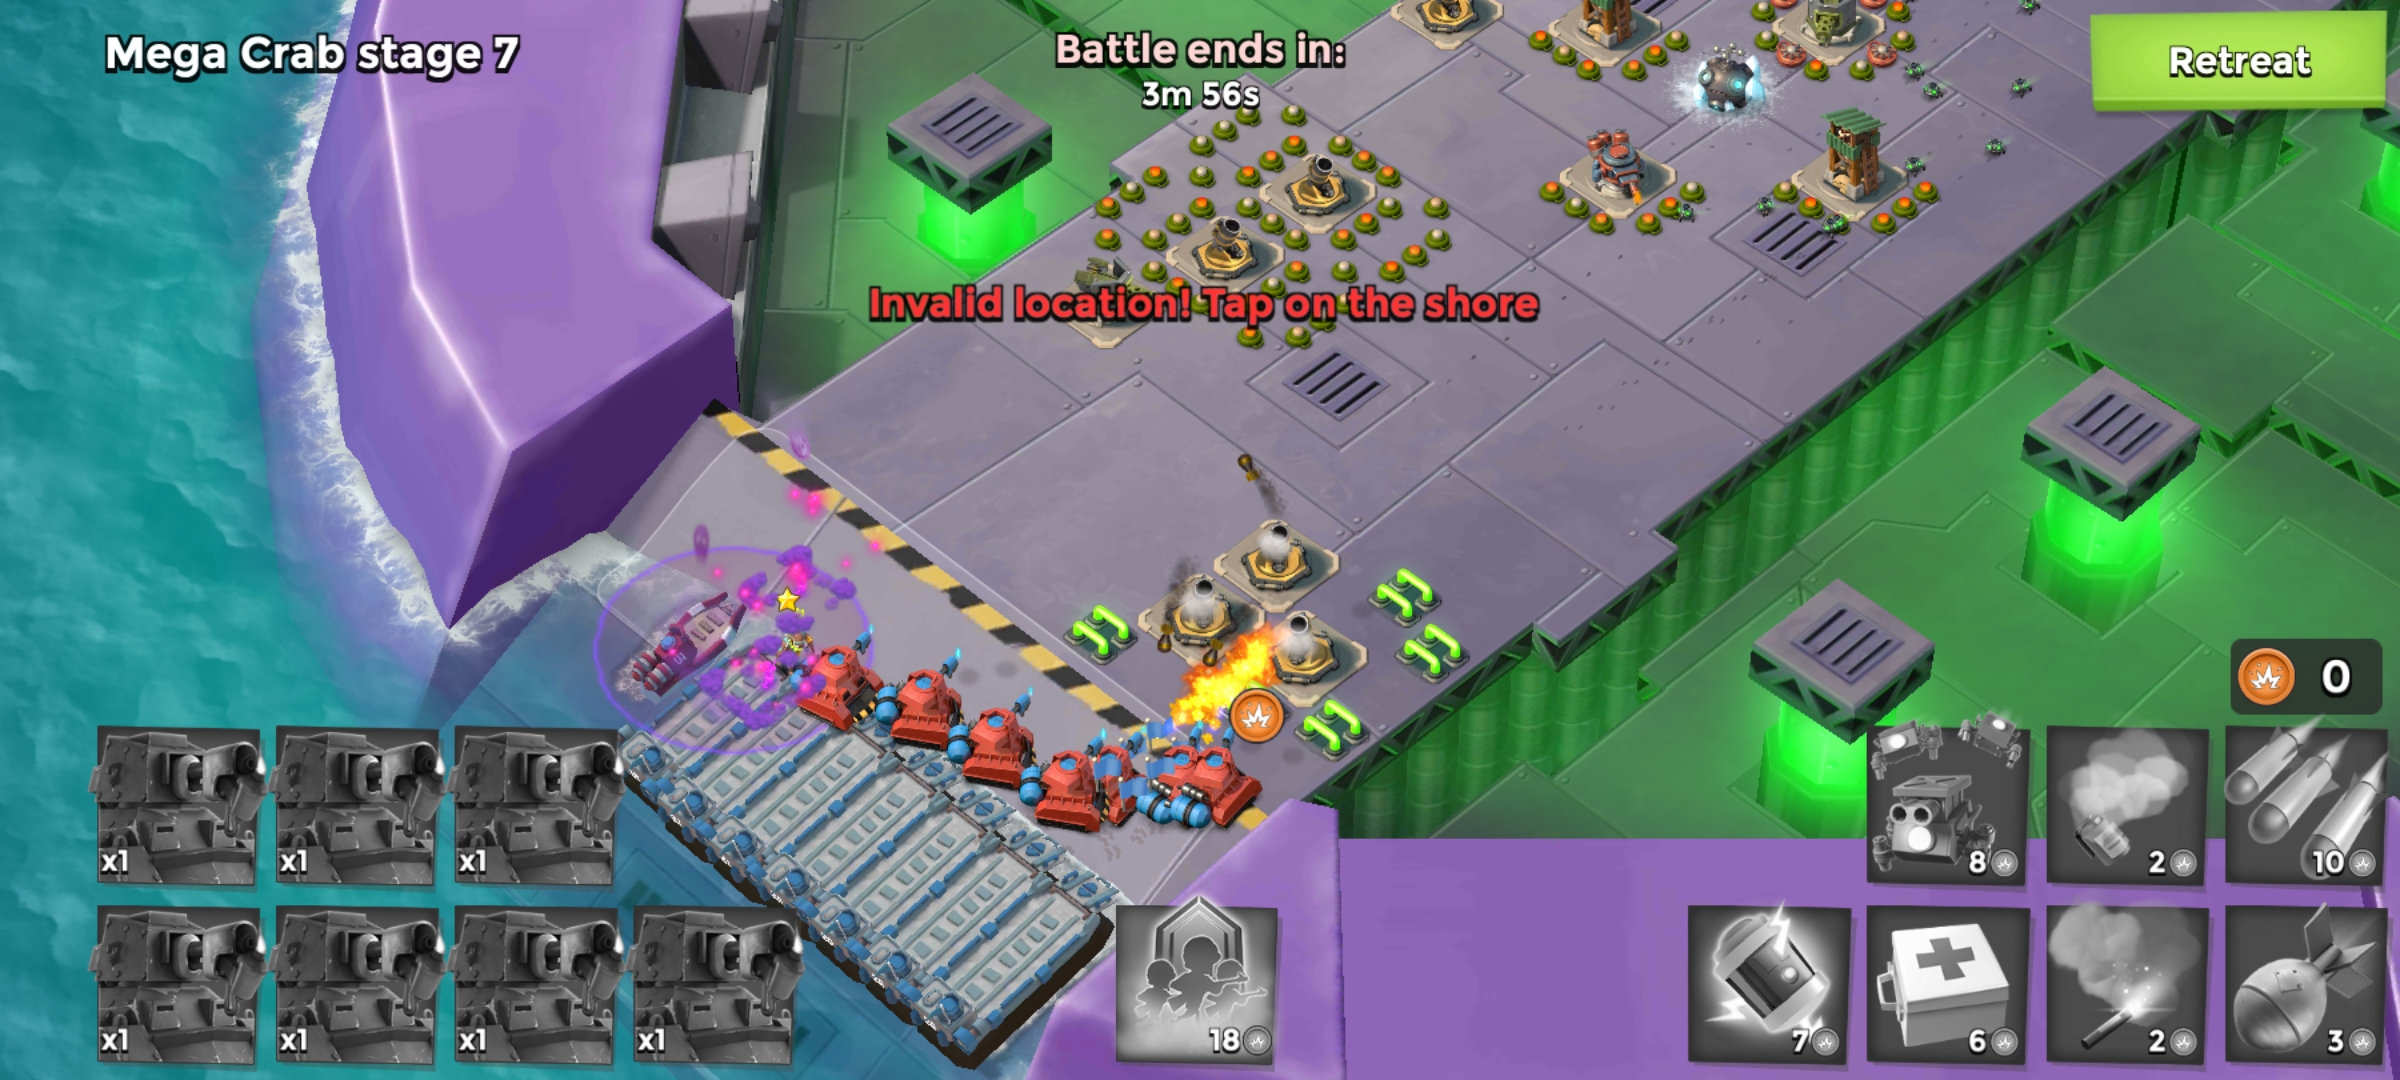 Mega Crab stage 7
Battle ends in:
3m 56s
Retreat
Invalid location! Tap on the shore
0
x1
x1
x1
8
2
10
x1
x1
x1
x1
18
7
6
2
3